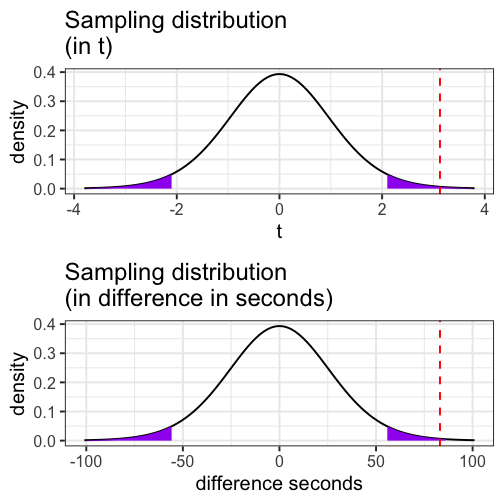 Sampling distribution
(in t)
density
0.4
0.3
0.2
0.1
0.0
-4 -2 0 2 4
t
Sampling distribution
(in difference in seconds)
density
0.4
0.3
0.2
0.1
0.0
-100 -50 0 50 100
difference seconds